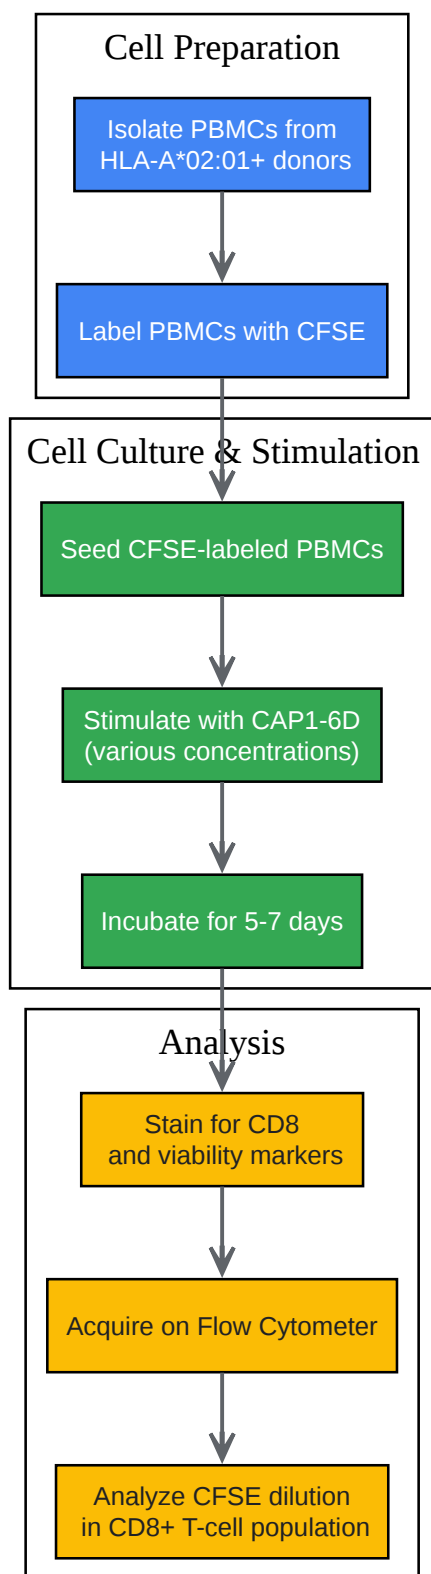 Cell Preparation
Isolate PBMCs from
HLA-A*02:01+ donors
Label PBMCs with CFSE
Cell Culture & Stimulation
Seed CFSE-labeled PBMCs
Stimulate with CAP1-6D
(various concentrations)
Incubate for 5-7 days
Analysis
Stain for CD8
and viability markers
Acquire on Flow Cytometer
Analyze CFSE dilution
in CD8+ T-cell population